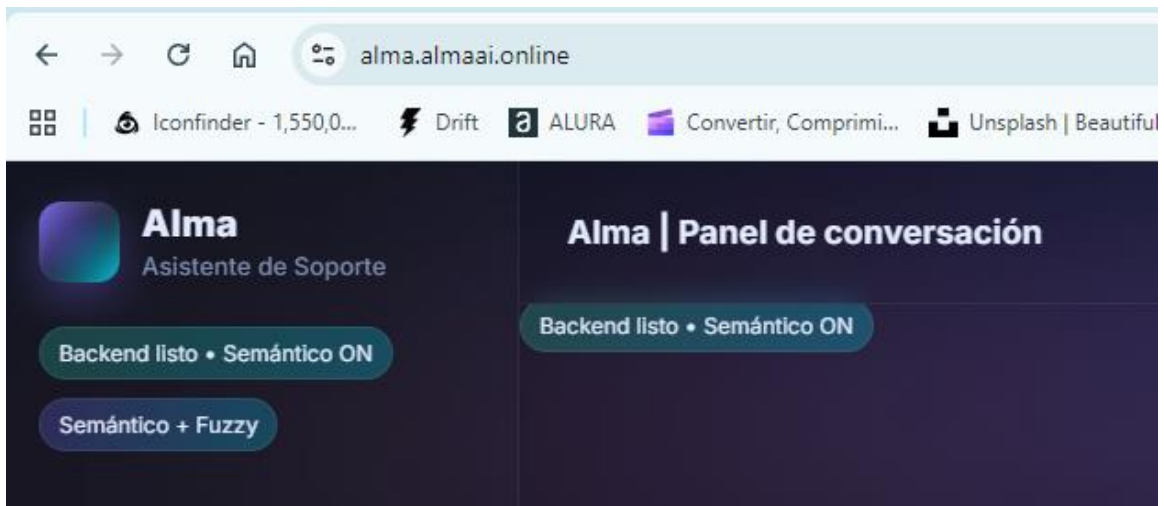 alma.almaai.online
Iconfinder - 1,550,0...
Drift
ALURA
Convertir, Comprimi...
Unsplash | Beautiful
Alma
Asistente de Soporte
Backend listo • Semántico ON
Semántico + Fuzzy
Alma | Panel de conversación
Backend listo • Semántico ON